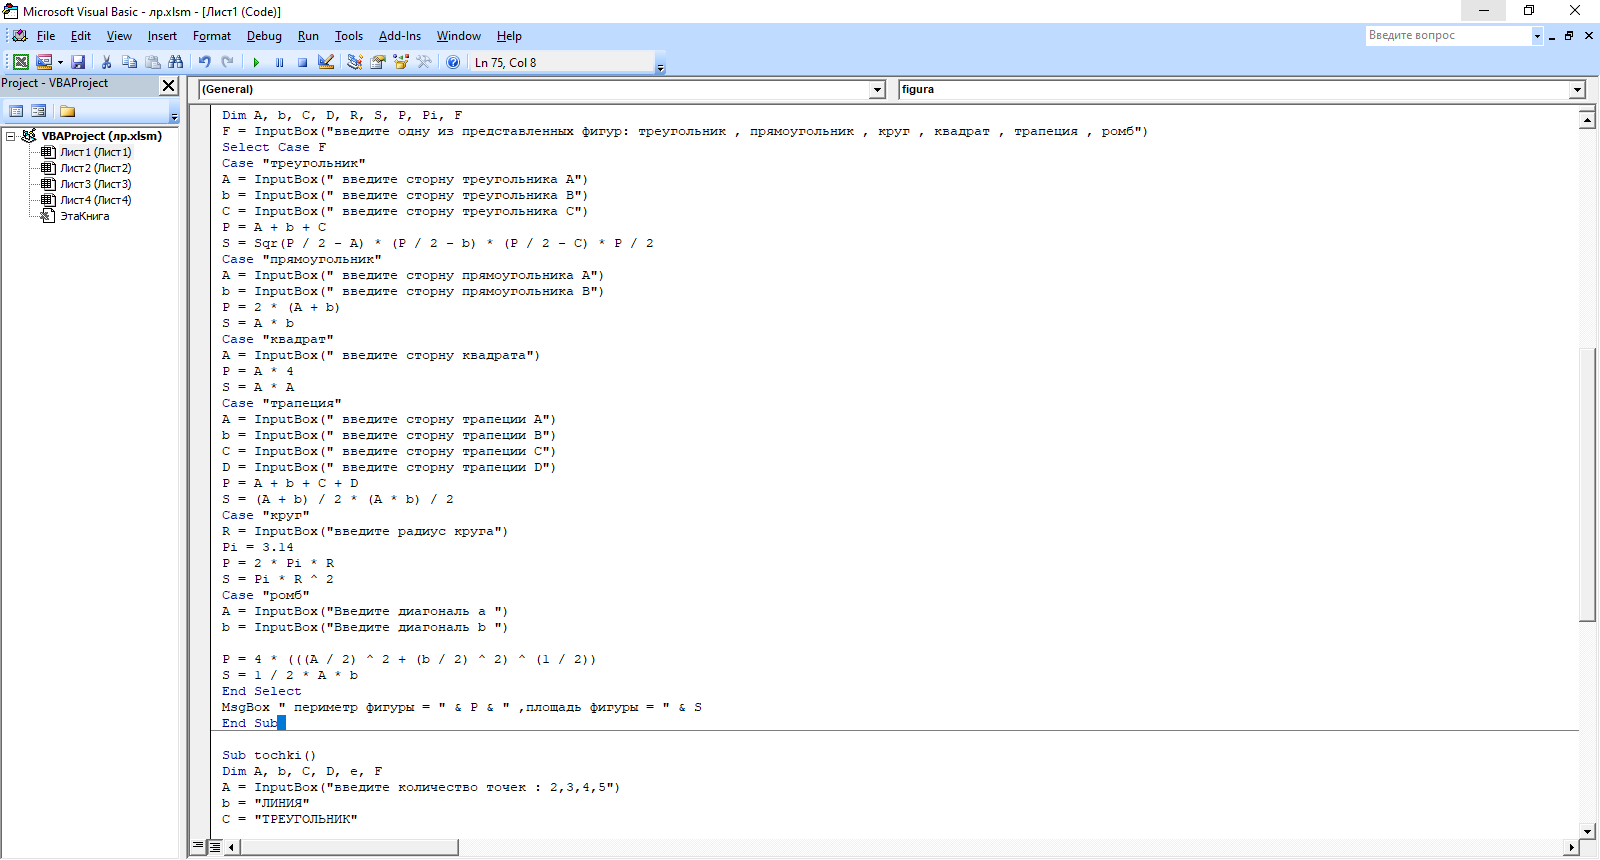 Microsoft Visual Basic - лр.xlsm - [Лист1 (Code)]
File Edit View Insert Format Debug Run Tools Add-Ins Window Help
Введите вопрос
Ln 75, Col 8
Project - VBAProject
(General)
figura
VBAProject (лр.xlsm)
Лист1 (Лист1)
Лист2 (Лист2)
Лист3 (Лист3)
Лист4 (Лист4)
ЭтаКнига
Dim A, b, C, D, R, S, P, Pi, F
F = InputBox("введите одну из представленных фигур: треугольник , прямоугольник , круг , квадрат , трапеция , ромб")
Select Case F
Case "треугольник"
A = InputBox(" введите сторну треугольника A")
b = InputBox(" введите сторну треугольника B")
C = InputBox(" введите сторну треугольника C")
P = A + b + C
S = Sqr(P / 2 - A) * (P / 2 - b) * (P / 2 - C) * P / 2
Case "прямоугольник"
A = InputBox(" введите сторну прямоугольника A")
b = InputBox(" введите сторну прямоугольника B")
P = 2 * (A + b)
S = A * b
Case "квадрат"
A = InputBox(" введите сторну квадрата")
P = A * 4
S = A * A
Case "трапеция"
A = InputBox(" введите сторну трапеции A")
b = InputBox(" введите сторну трапеции B")
C = InputBox(" введите сторну трапеции C")
D = InputBox(" введите сторну трапеции D")
P = A + b + C + D
S = (A + b) / 2 * (A * b) / 2
Case "круг"
R = InputBox("введите радиус круга")
Pi = 3.14
P = 2 * Pi * R
S = Pi * R ^ 2
Case "ромб"
A = InputBox("Введите диагональ a ")
b = InputBox("Введите диагональ b ")
P = 4 * (((A / 2) ^ 2 + (b / 2) ^ 2) ^ (1 / 2))
S = 1 / 2 * A * b
End Select
MsgBox " периметр фигуры = " & P & " ,площадь фигуры = " & S
End Sub
Sub tochki()
Dim A, b, C, D, e, F
A = InputBox("введите количество точек : 2,3,4,5")
b = "ЛИНИЯ"
C = "ТРЕУГОЛЬНИК"